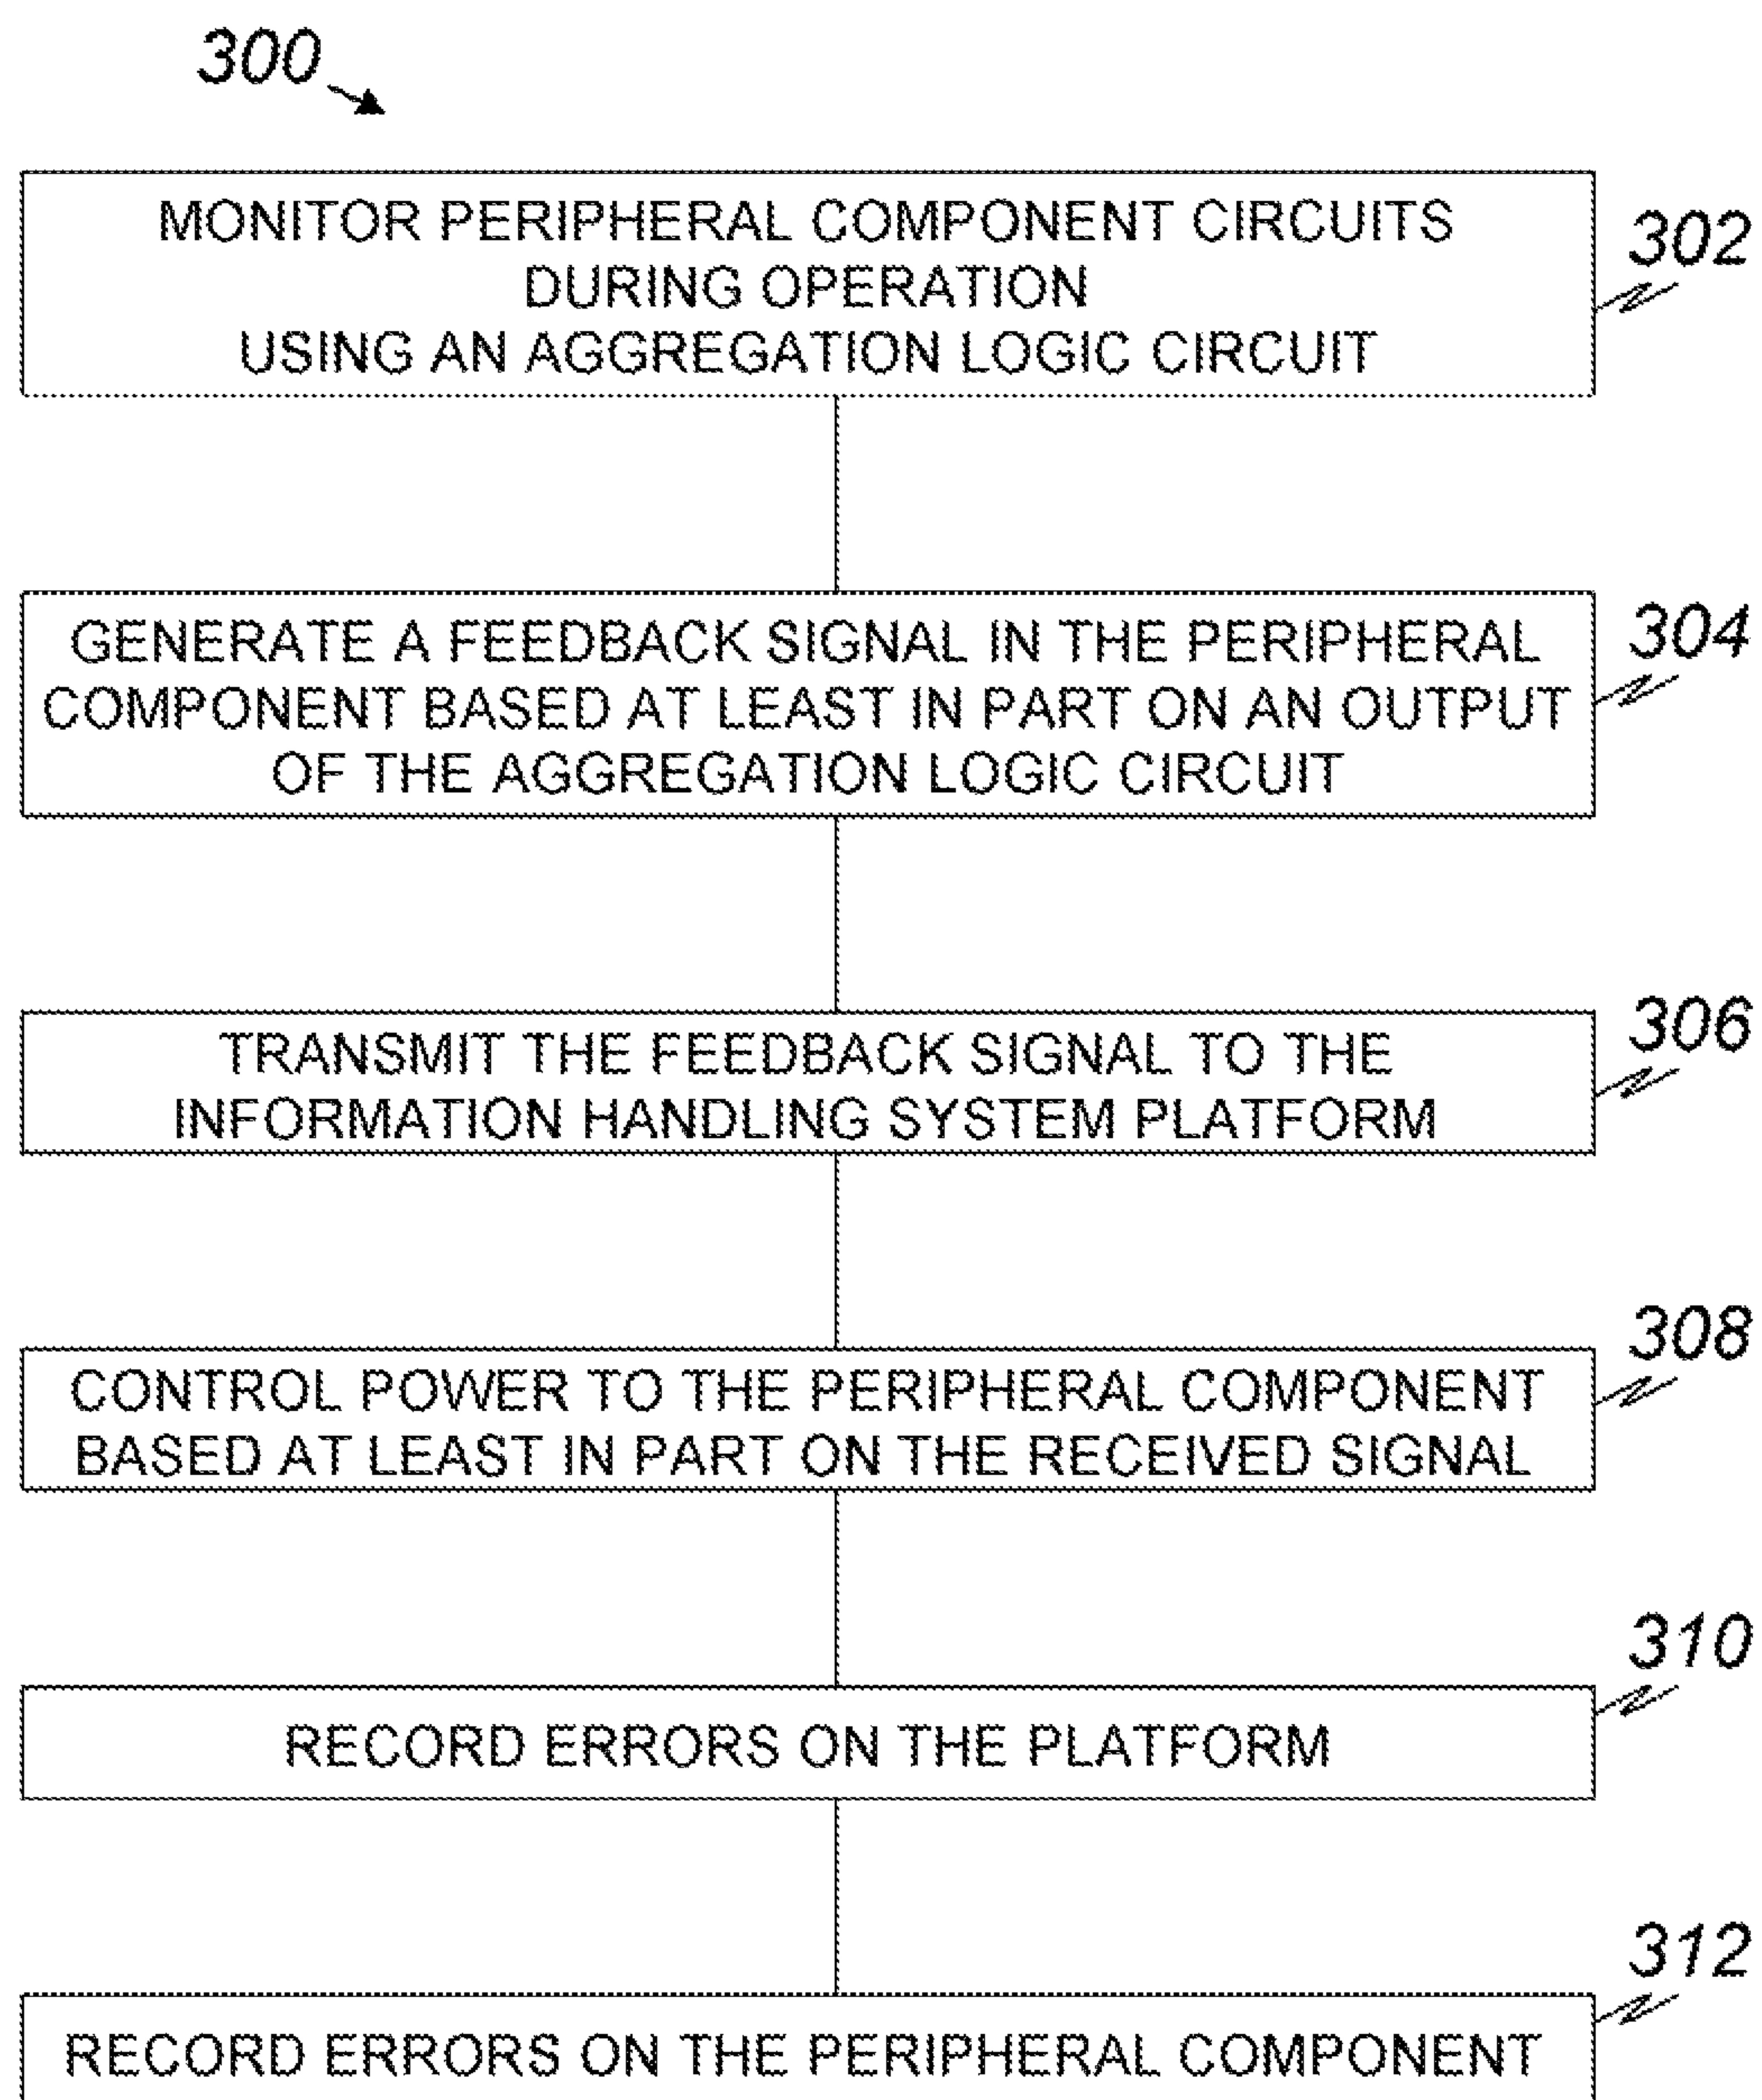 300
MONITOR PERIPHERAL COMPONENT CIRCUITS
DURING OPERATION
USING AN AGGREGATION LOGIC CIRCUIT
302
GENERATE A FEEDBACK SIGNAL IN THE PERIPHERAL
COMPONENT BASED AT LEAST IN PART ON AN OUTPUT
OF THE AGGREGATION LOGIC CIRCUIT
304
TRANSMIT THE FEEDBACK SIGNAL TO THE
INFORMATION HANDLING SYSTEM PLATFORM
306
CONTROL POWER TO THE PERIPHERAL COMPONENT
BASED AT LEAST IN PART ON THE RECEIVED SIGNAL
308
RECORD ERRORS ON THE PLATFORM
310
RECORD ERRORS ON THE PERIPHERAL COMPONENT
312